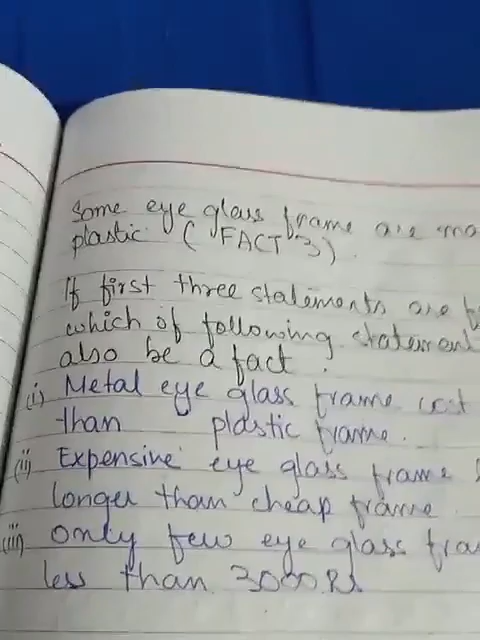 Some eye glass frame are
plastic. (FACT 3).
If first three statements are
which of following statement
also be a fact.
(i) Metal eye glass frame cost
than plastic frame.
(ii) Expensive eye glass frame
longer than cheap frame
(iii) only few eye glass
less than 3000 Rs